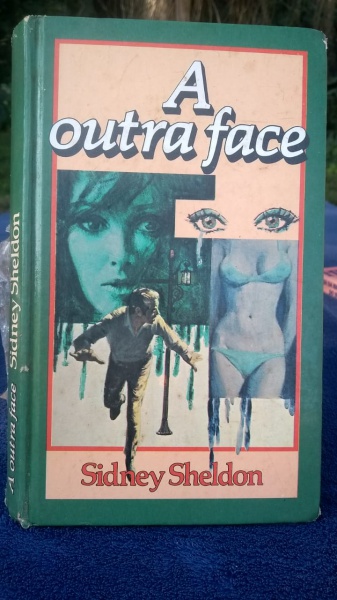 A
outra face
Sidney Sheldon
A outra face Sidney Sheldon